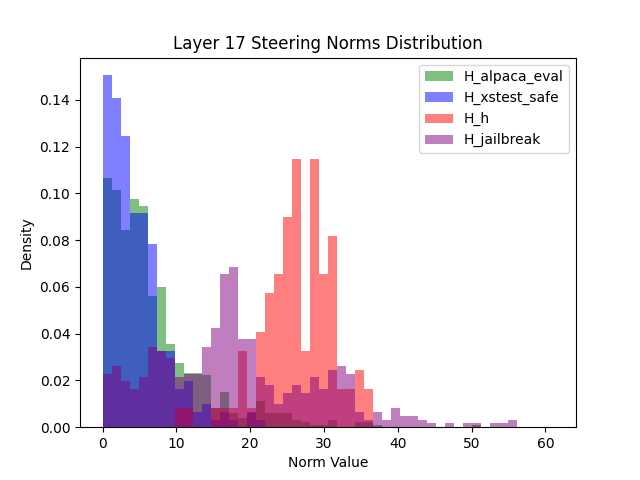 Layer 17 Steering Norms Distribution
H_alpaca_eval
H_xstest_safe
H_h
H_jailbreak
0.14
0.12
0.10
0.08
0.06
0.04
0.02
0.00
Density
0 10 20 30 40 50 60
Norm Value